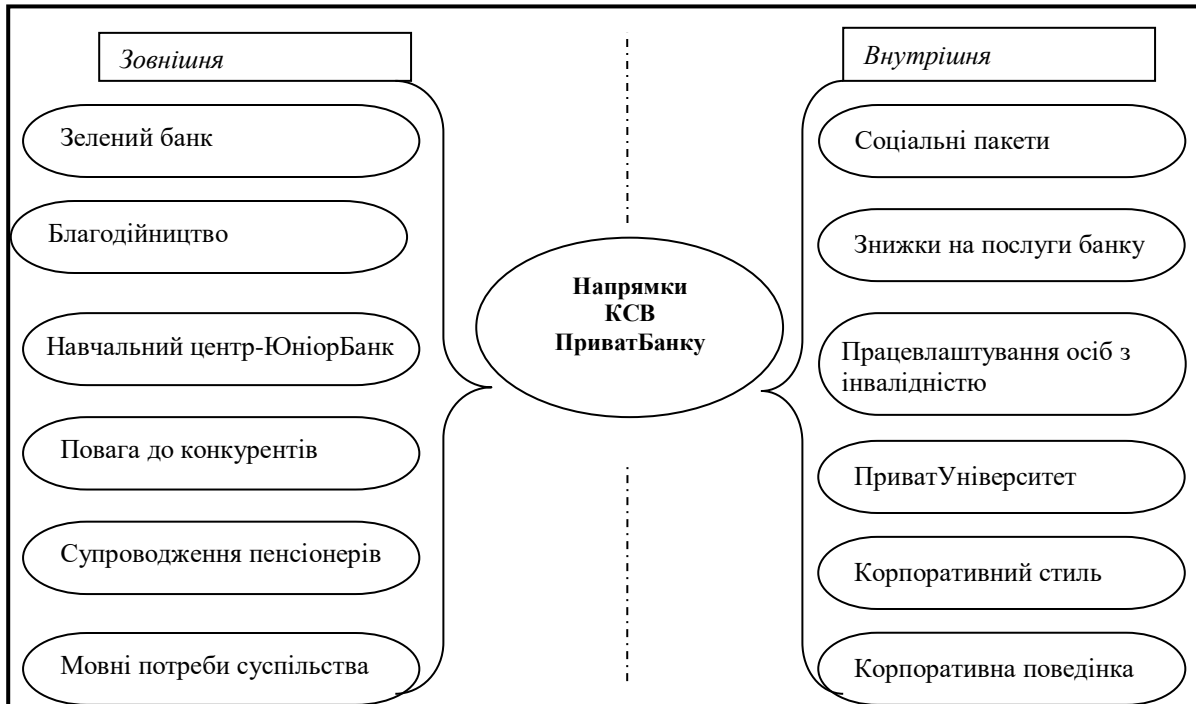 Зовнішня
Зелений банк
Благодійництво
Навчальний центр-ЮніорБанк
Повага до конкурентів
Супроводження пенсіонерів
Мовні потреби суспільства
Напрямки
КСВ
ПриватБанку
Внутрішня
Соціальні пакети
Знижки на послуги банку
Працевлаштування осіб з
інвалідністю
ПриватУніверситет
Корпоративний стиль
Корпоративна поведінка